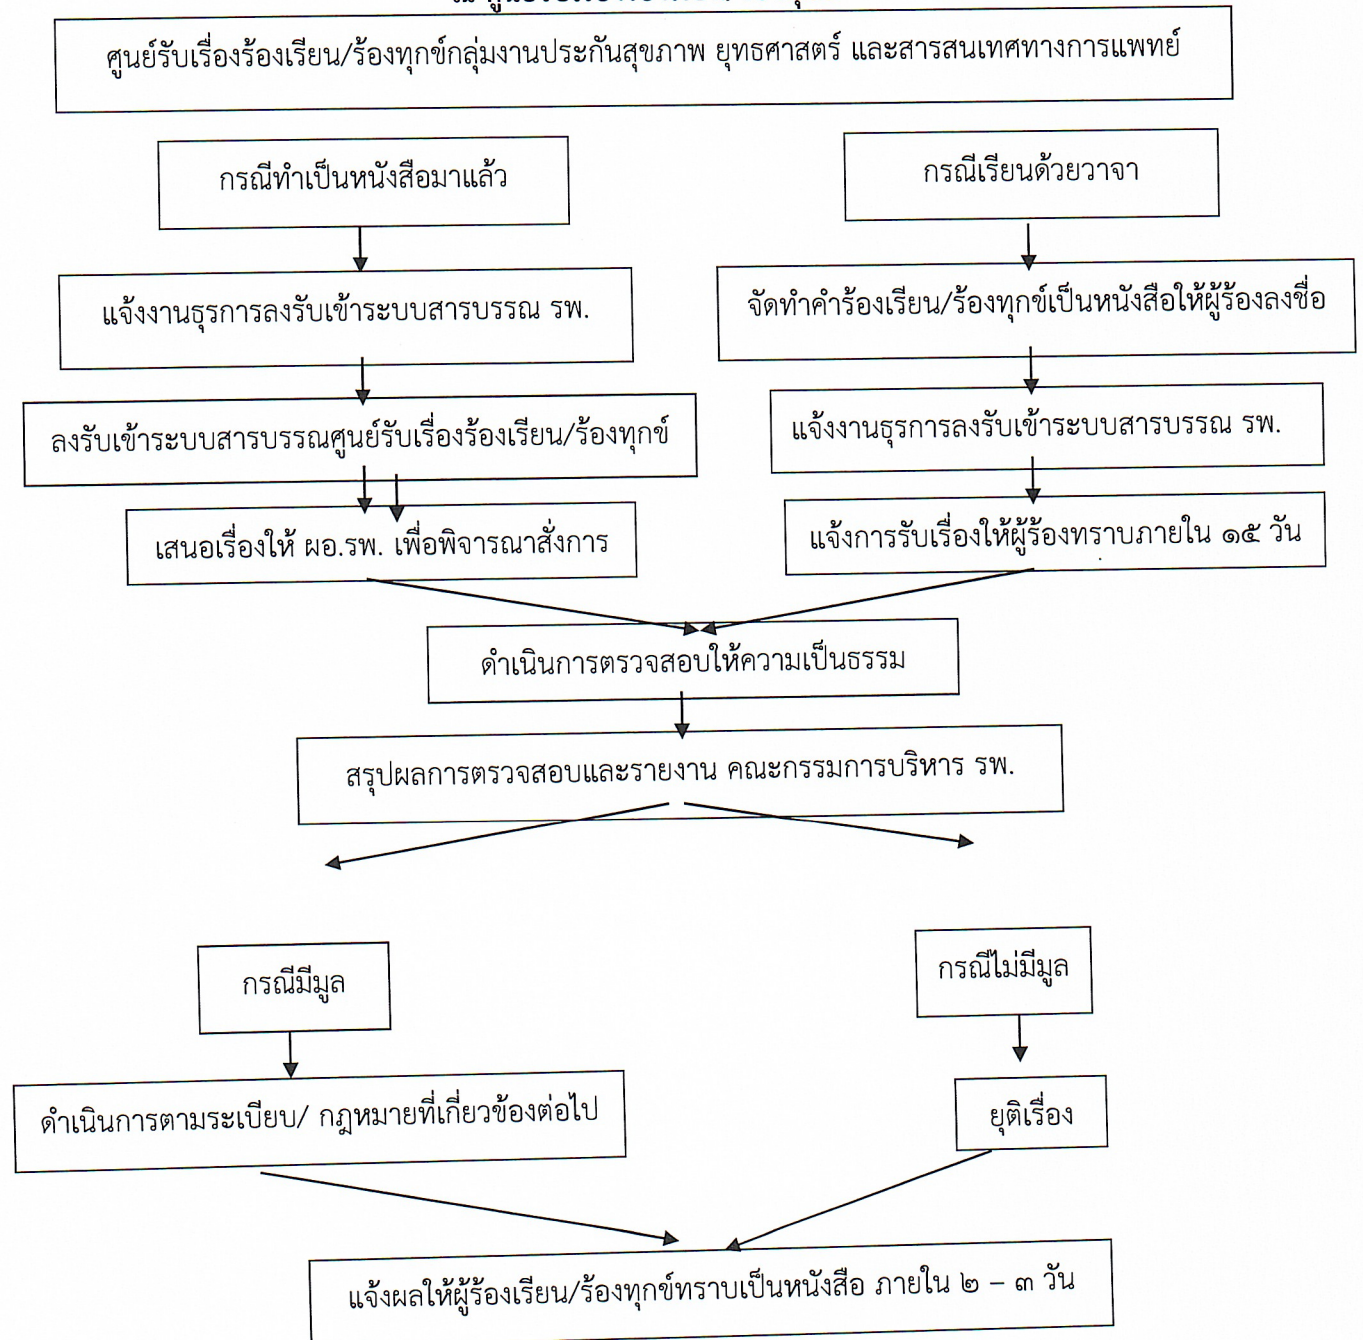 ศูนย์รับเรื่องร้องเรียน/ร้องทุกข์กลุ่มงานประกันสุขภาพ ยุทธศาสตร์ และสารสนเทศทางการแพทย์
กรณีทำเป็นหนังสือมาแล้ว
กรณีเรียนด้วยวาจา
แจ้งงานธุรการลงรับเข้าระบบสารบรรณ รพ.
จัดทำคำร้องเรียน/ร้องทุกข์เป็นหนังสือให้ผู้ร้องลงชื่อ
ลงรับเข้าระบบสารบรรณศูนย์รับเรื่องร้องเรียน/ร้องทุกข์
แจ้งงานธุรการลงรับเข้าระบบสารบรรณ รพ.
เสนอเรื่องให้ ผอ.รพ. เพื่อพิจารณาสั่งการ
แจ้งการรับเรื่องให้ผู้ร้องทราบภายใน ๑๕ วัน
ดำเนินการตรวจสอบให้ความเป็นธรรม
สรุปผลการตรวจสอบและรายงาน คณะกรรมการบริหาร รพ.
กรณีมีมูล
กรณีไม่มีมูล
ดำเนินการตามระเบียบ/ กฎหมายที่เกี่ยวข้องต่อไป
ยุติเรื่อง
แจ้งผลให้ผู้ร้องเรียน/ร้องทุกข์ทราบเป็นหนังสือ ภายใน ๒ – ๓ วัน